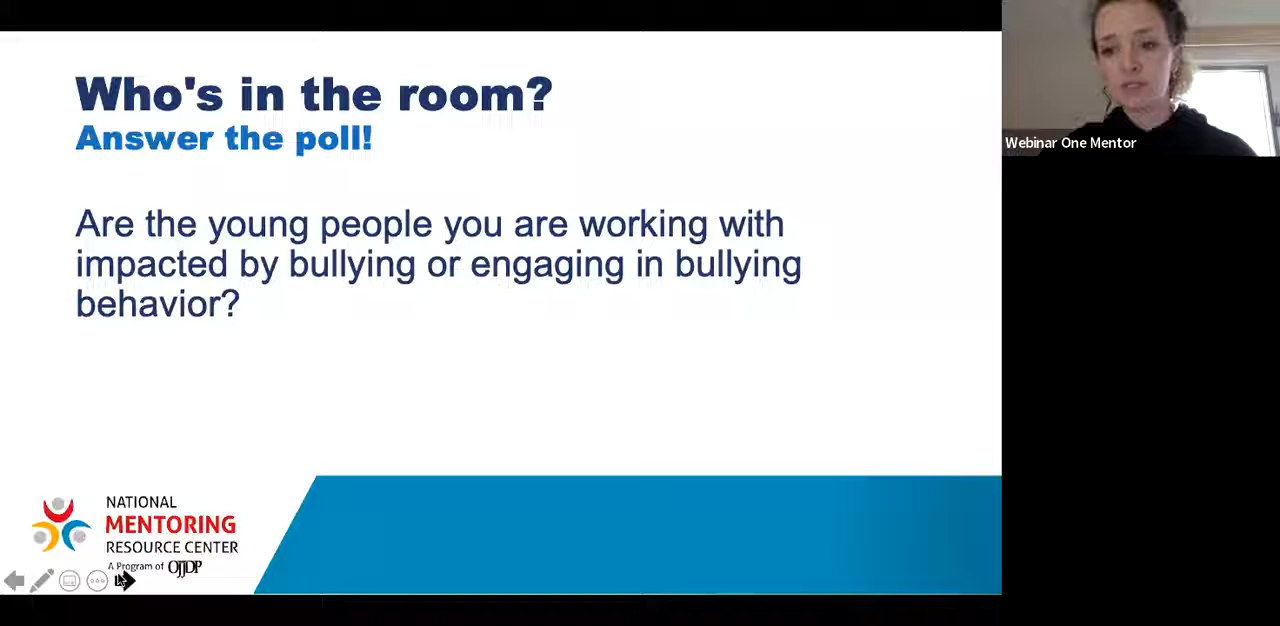 Who's in the room?
Answer the poll!
Are the young people you are working with
impacted by bullying or engaging in bullying
behavior?
NATIONAL
MENTORING
RESOURCE CENTER
A Program of OJJDP
Webinar One Mentor